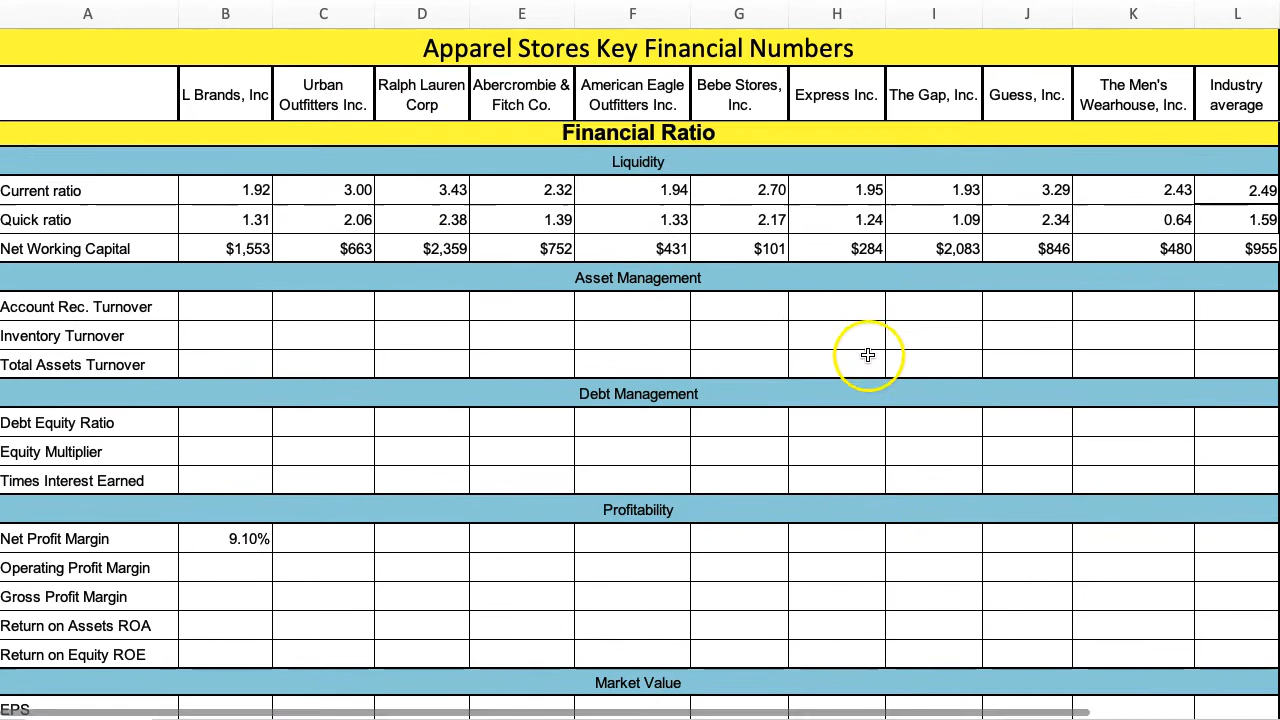 A B C D E F G H I J K L
Apparel Stores Key Financial Numbers
L Brands, Inc Urban Outfitters Inc. Ralph Lauren Corp Abercrombie & Fitch Co. American Eagle Outfitters Inc. Bebe Stores, Inc. Express Inc. The Gap, Inc. Guess, Inc. The Men's Wearhouse, Inc. Industry average
Financial Ratio
Liquidity
Current ratio 1.92 3.00 3.43 2.32 1.94 2.70 1.95 1.93 3.29 2.43 2.49
Quick ratio 1.31 2.06 2.38 1.39 1.33 2.17 1.24 1.09 2.34 0.64 1.59
Net Working Capital $1,553 $663 $2,359 $752 $431 $101 $284 $2,083 $846 $480 $955
Asset Management
Account Rec. Turnover
Inventory Turnover
Total Assets Turnover
Debt Management
Debt Equity Ratio
Equity Multiplier
Times Interest Earned
Profitability
Net Profit Margin 9.10%
Operating Profit Margin
Gross Profit Margin
Return on Assets ROA
Return on Equity ROE
Market Value
EPS